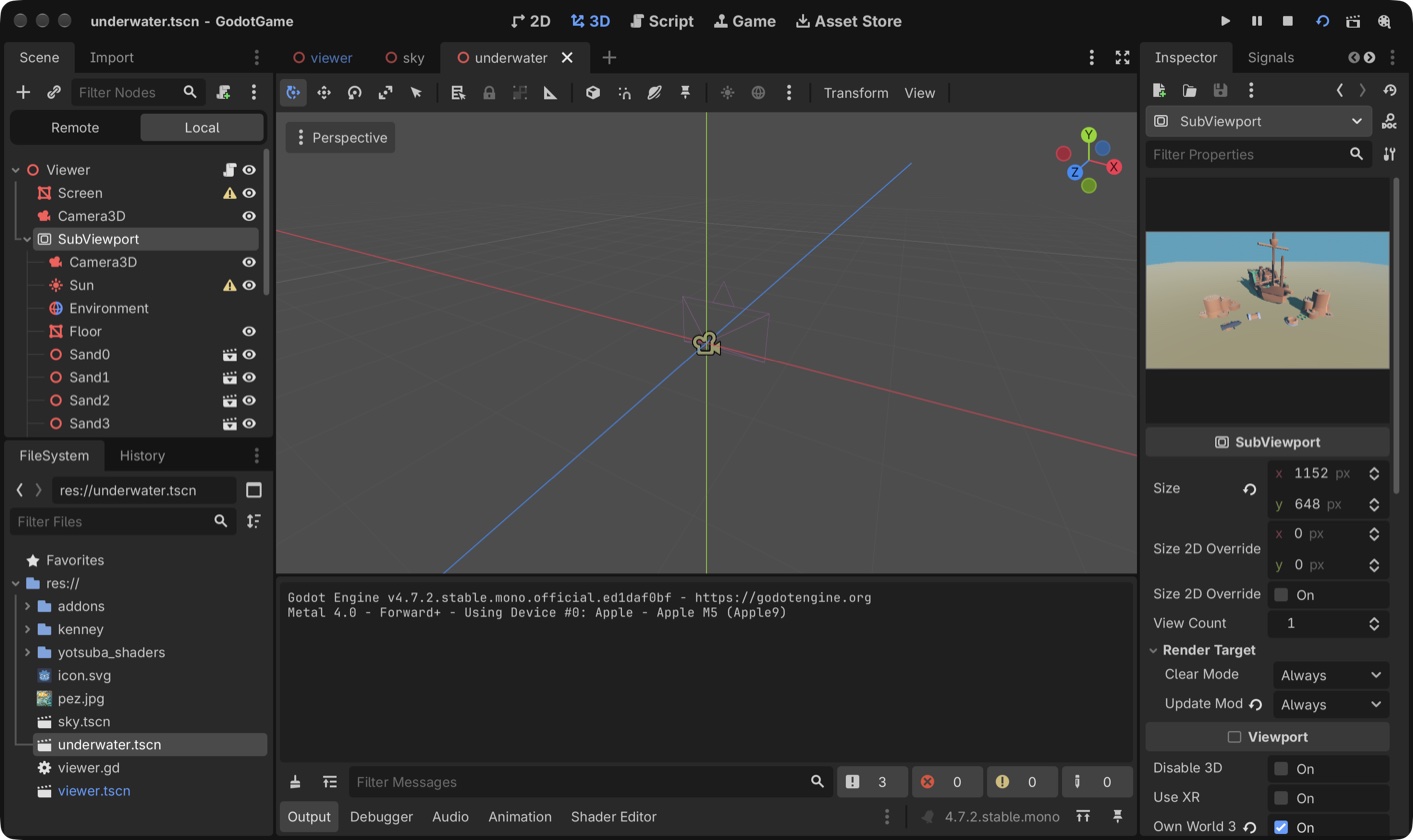 underwater.tscn - GodotGame
2D
3D
Script
Game
Asset Store
Scene
Import
Filter Nodes
Remote
Local
Viewer
Screen
Camera3D
SubViewport
Camera3D
Sun
Environment
Floor
Sand0
Sand1
Sand2
Sand3
FileSystem
History
res://underwater.tscn
Filter Files
Favorites
res://
addons
kenney
yotsuba_shaders
icon.svg
pez.jpg
sky.tscn
underwater.tscn
viewer.gd
viewer.tscn
viewer
sky
underwater
Transform
View
Perspective
Y
X
Z
Godot Engine v4.7.2.stable.mono.official.ed1daf0bf - https://godotengine.org
Metal 4.0 - Forward+ - Using Device #0: Apple - Apple M5 (Apple9)
Filter Messages
3
0
0
0
Output
Debugger
Audio
Animation
Shader Editor
4.7.2.stable.mono
Inspector
Signals
SubViewport
DOC
Filter Properties
SubViewport
Size
x 1152 px
y 648 px
Size 2D Override
x 0 px
y 0 px
Size 2D Override
On
View Count
1
Render Target
Clear Mode
Always
Update Mod
Always
Viewport
Disable 3D
On
Use XR
On
Own World 3
On